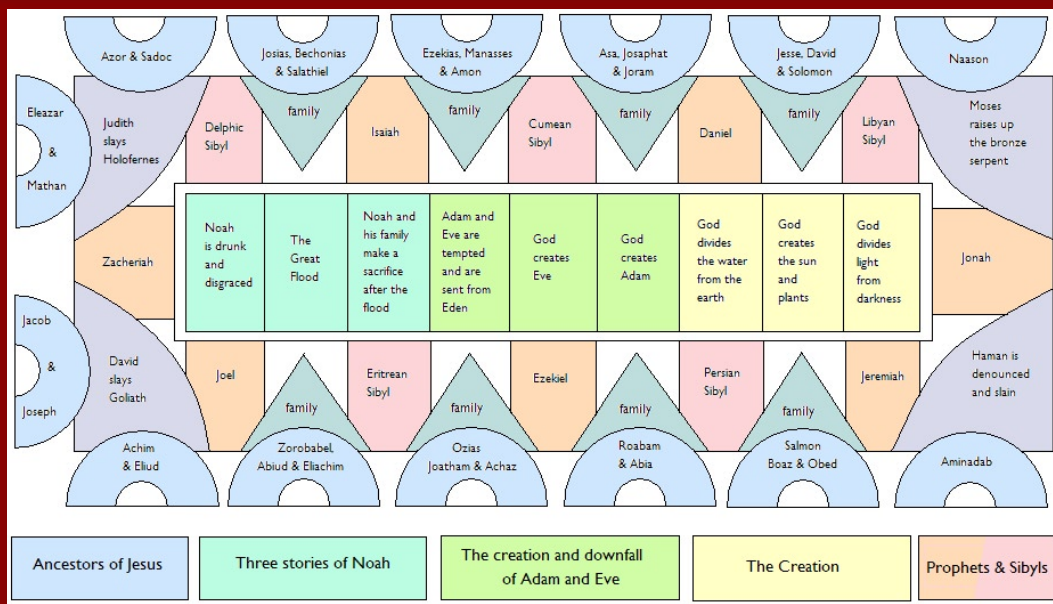 Azor & Sadoc
Josias, Bechonias
& Salathiel
Ezekias, Manasses
& Amon
Asa, Josaphat
& Joram
Jesse, David
& Solomon
Naason
Eleazar
&
Mathan
Judith
slays
Holofernes
Delphic
Sibyl
family
Isaiah
family
Cumean
Sibyl
family
Daniel
family
Libyan
Sibyl
Moses
raises up
the bronze
serpent
Zacheriah
Noah
is drunk
and
disgraced
The
Great
Flood
Noah and
his family
make a
sacrifice
after the
flood
Adam and
Eve are
tempted
and are
sent from
Eden
God
creates
Eve
God
creates
Adam
God
divides
the water
from the
earth
God
creates
the sun
and
plants
God
divides
light
from
darkness
Jonah
Jacob
&
Joseph
David
slays
Goliath
Joel
family
Eritrean
Sibyl
family
Ezekiel
family
Persian
Sibyl
family
Jeremiah
Haman is
denounced
and slain
Achim
& Eliud
Zorobabel,
Abiud & Eliachim
Ozias
Joatham & Achaz
Roabam
& Abia
Salmon
Boaz & Obed
Aminadab
Ancestors of Jesus
Three stories of Noah
The creation and downfall
of Adam and Eve
The Creation
Prophets & Sibyls